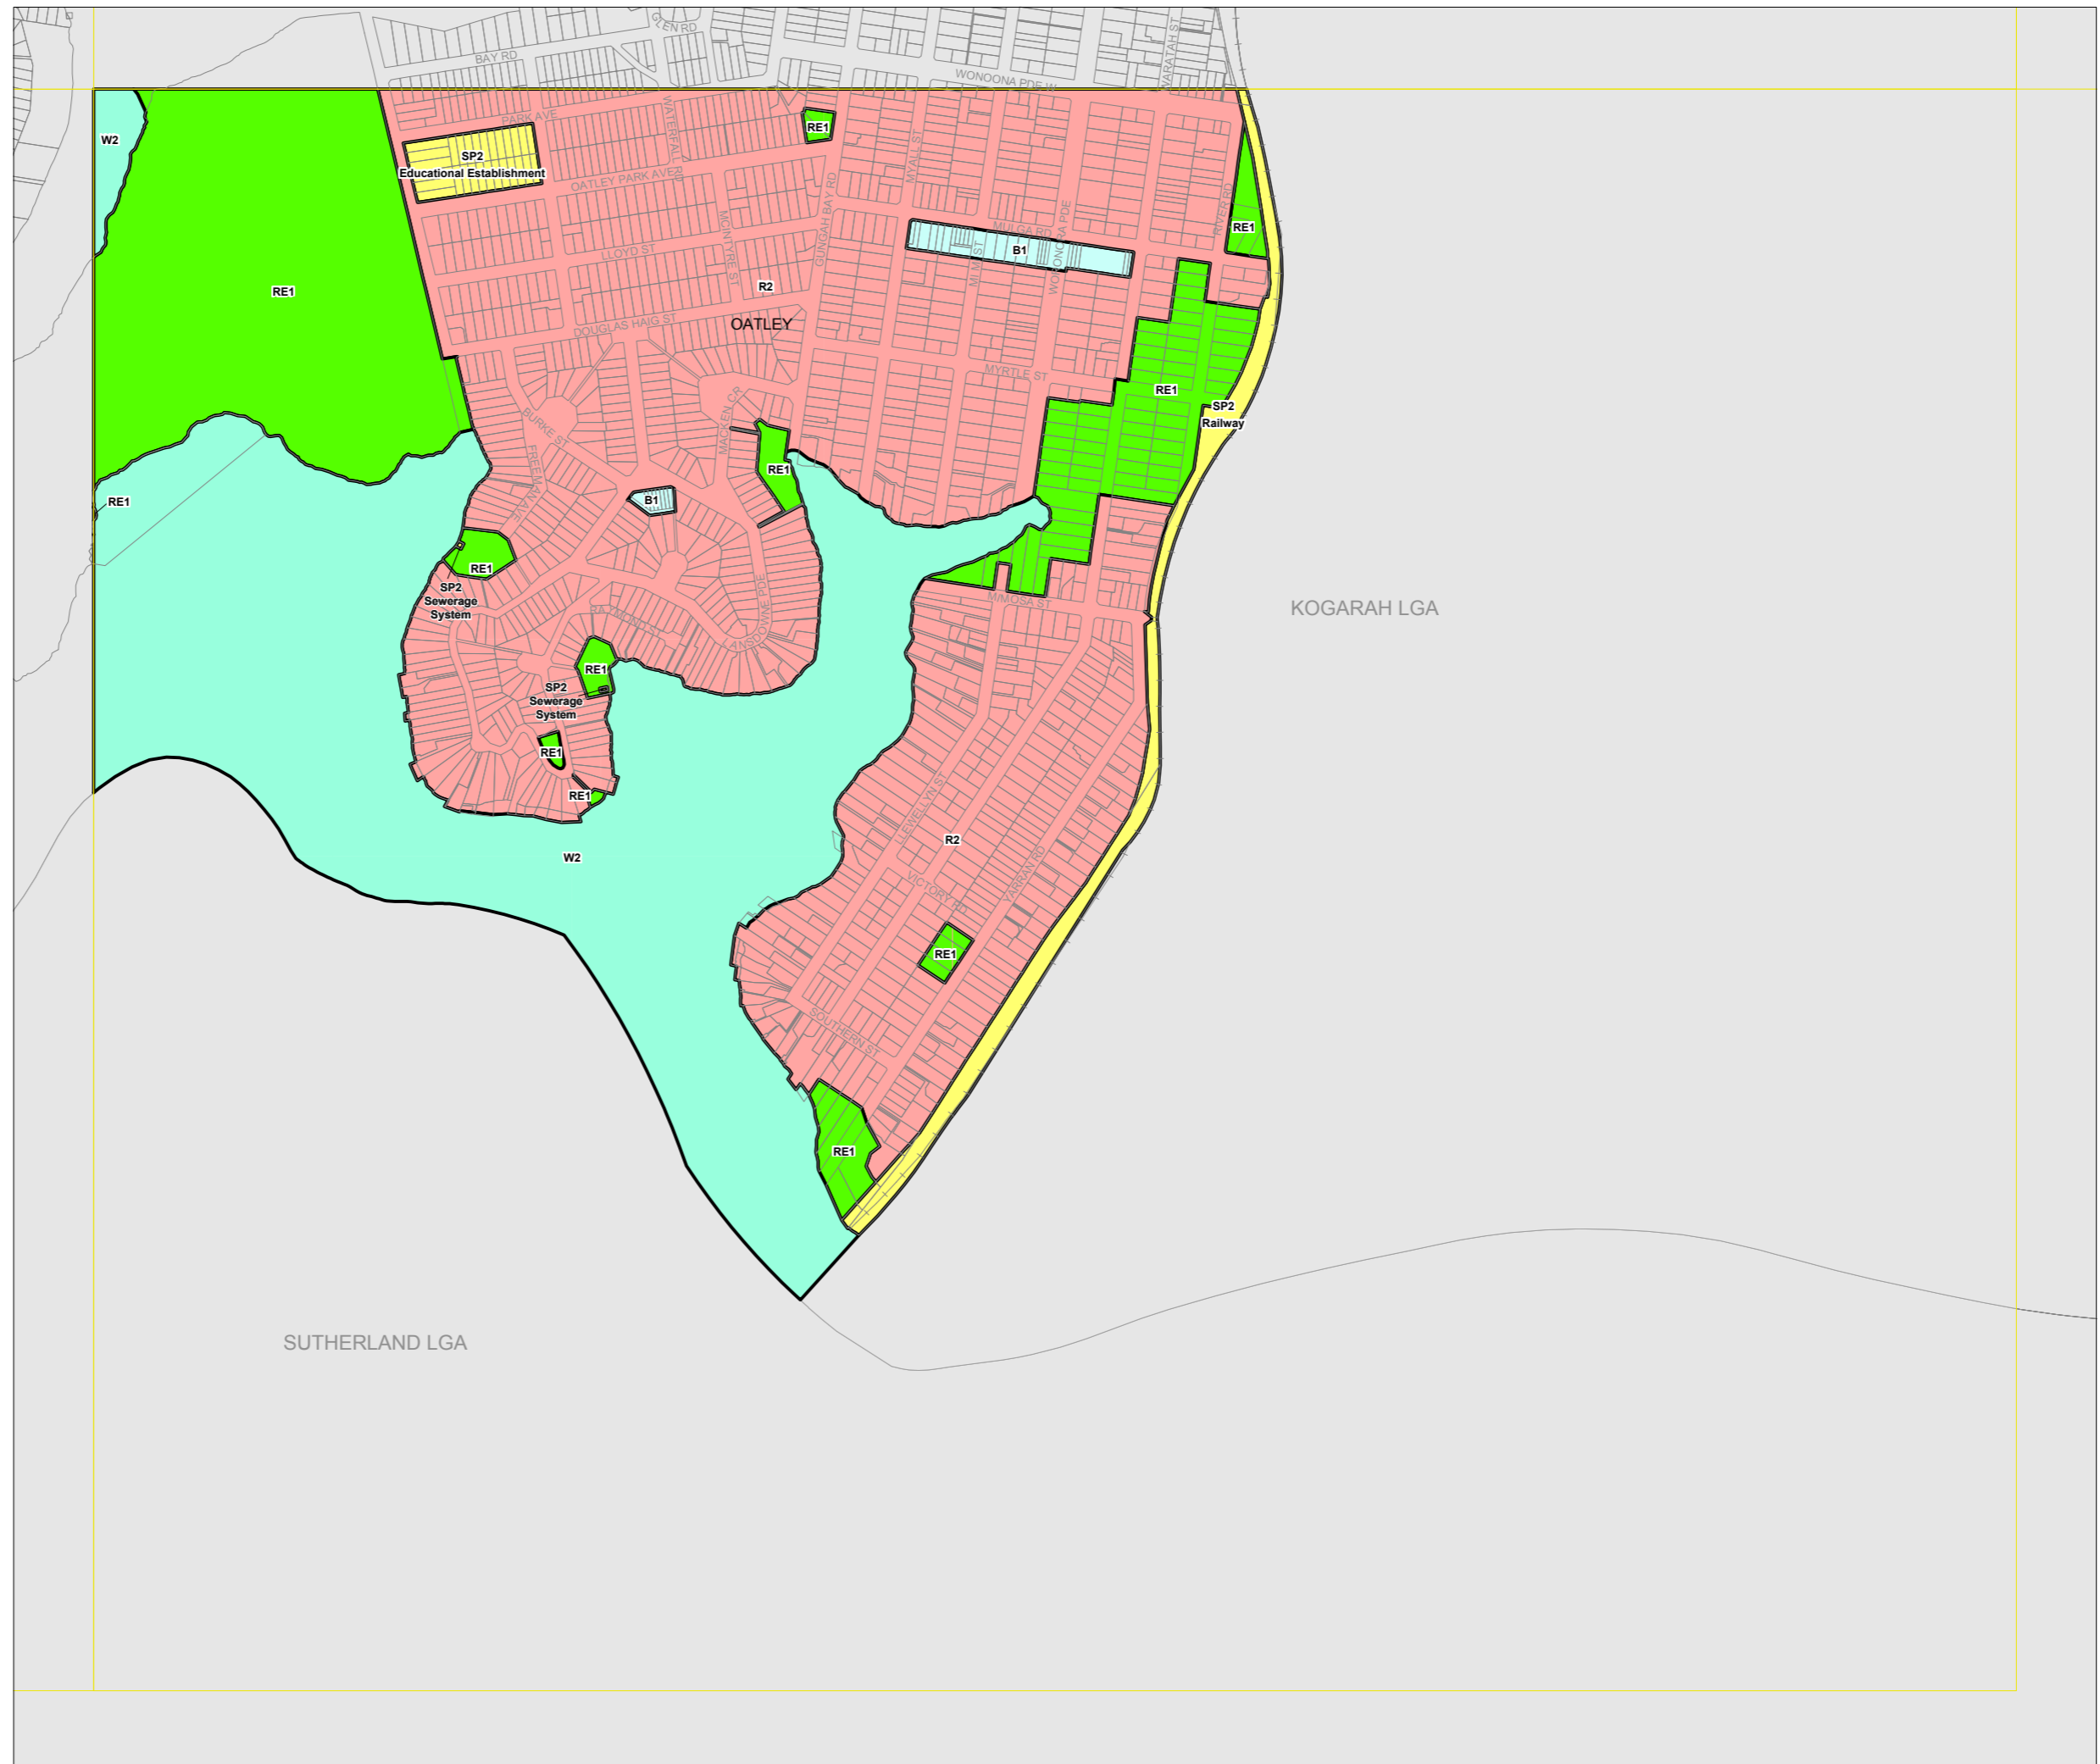 GLEN RD
BAY RD
WARATAH ST
WONOONA PDE W
PARK AVE
WATERFALL RD
RE1
W2
SP2
Educational Establishment
MYALL ST
OATLEY PARK AVE
GUNGAH BAY RD
RIVER RD
MCINTYRE ST
MULGA RD
WONOONA PDE
RE1
B1
LLOYD ST
MI MI ST
R2
RE1
DOUGLAS HAIG ST
OATLEY
MYRTLE ST
RE1
MACKEN CR
SP2
Railway
BURKE ST
FREEMAN AVE
RE1
B1
RE1
RE1
SP2
Sewerage
System
LANSDOWNE PDE
MIMOSA ST
KOGARAH LGA
RAYMOND ST
RE1
SP2
Sewerage
System
RE1
RE1
LLEWELLYN ST
R2
W2
YARRAN RD
VICTORY RD
RE1
SOUTHERN ST
RE1
SUTHERLAND LGA